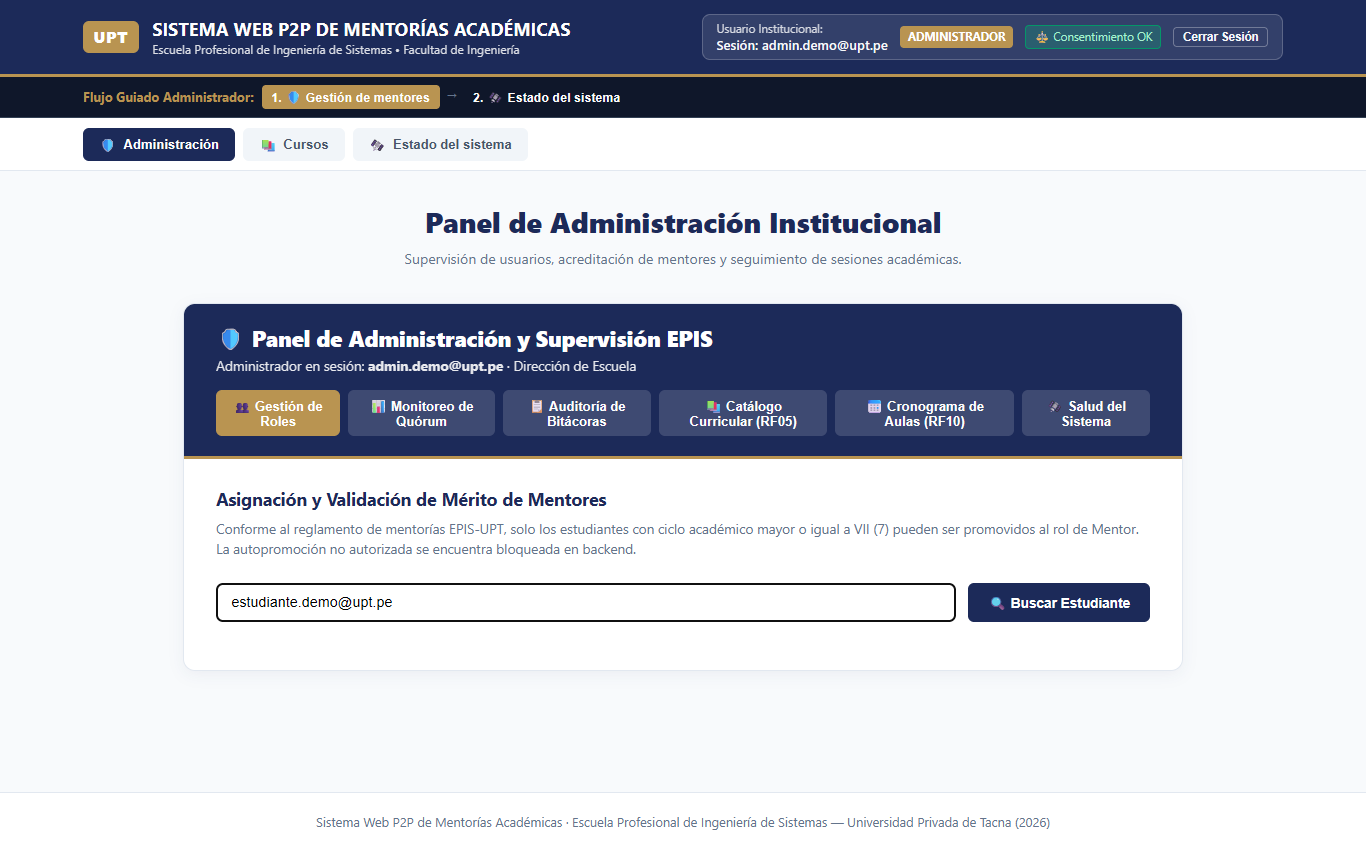 UPT
SISTEMA WEB P2P DE MENTORÍAS ACADÉMICAS
Escuela Profesional de Ingeniería de Sistemas • Facultad de Ingeniería
Usuario Institucional:
Sesión: admin.demo@upt.pe
ADMINISTRADOR
Consentimiento OK
Cerrar Sesión
Flujo Guiado Administrador:
1. Gestión de mentores
→
2. Estado del sistema
Administración
Cursos
Estado del sistema
Panel de Administración Institucional
Supervisión de usuarios, acreditación de mentores y seguimiento de sesiones académicas.
Panel de Administración y Supervisión EPIS
Administrador en sesión: admin.demo@upt.pe · Dirección de Escuela
Gestión de
Roles
Monitoreo de
Quórum
Auditoría de
Bitácoras
Catálogo
Curricular (RF05)
Cronograma de
Aulas (RF10)
Salud del
Sistema
Asignación y Validación de Mérito de Mentores
Conforme al reglamento de mentorías EPIS-UPT, solo los estudiantes con ciclo académico mayor o igual a VII (7) pueden ser promovidos al rol de Mentor.
La autopromoción no autorizada se encuentra bloqueada en backend.
estudiante.demo@upt.pe
Buscar Estudiante
Sistema Web P2P de Mentorías Académicas · Escuela Profesional de Ingeniería de Sistemas — Universidad Privada de Tacna (2026)